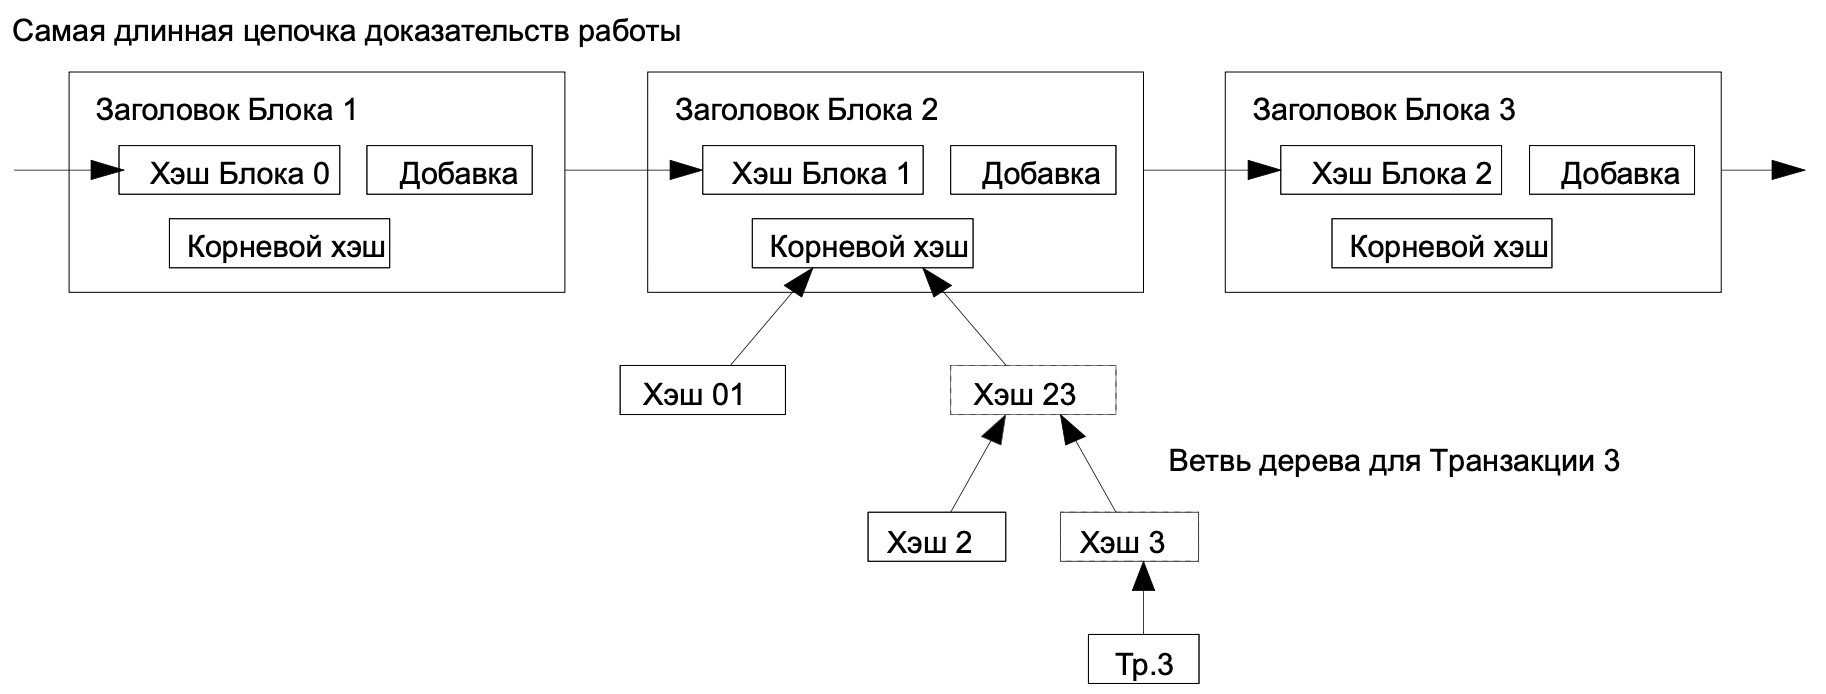 Самая длинная цепочка доказательств работы
Заголовок Блока 1
Хэш Блока 0
Добавка
Корневой хэш
Заголовок Блока 2
Хэш Блока 1
Добавка
Корневой хэш
Заголовок Блока 3
Хэш Блока 2
Добавка
Корневой хэш
Хэш 01
Хэш 23
Ветвь дерева для Транзакции 3
Хэш 2
Хэш 3
Тр.3